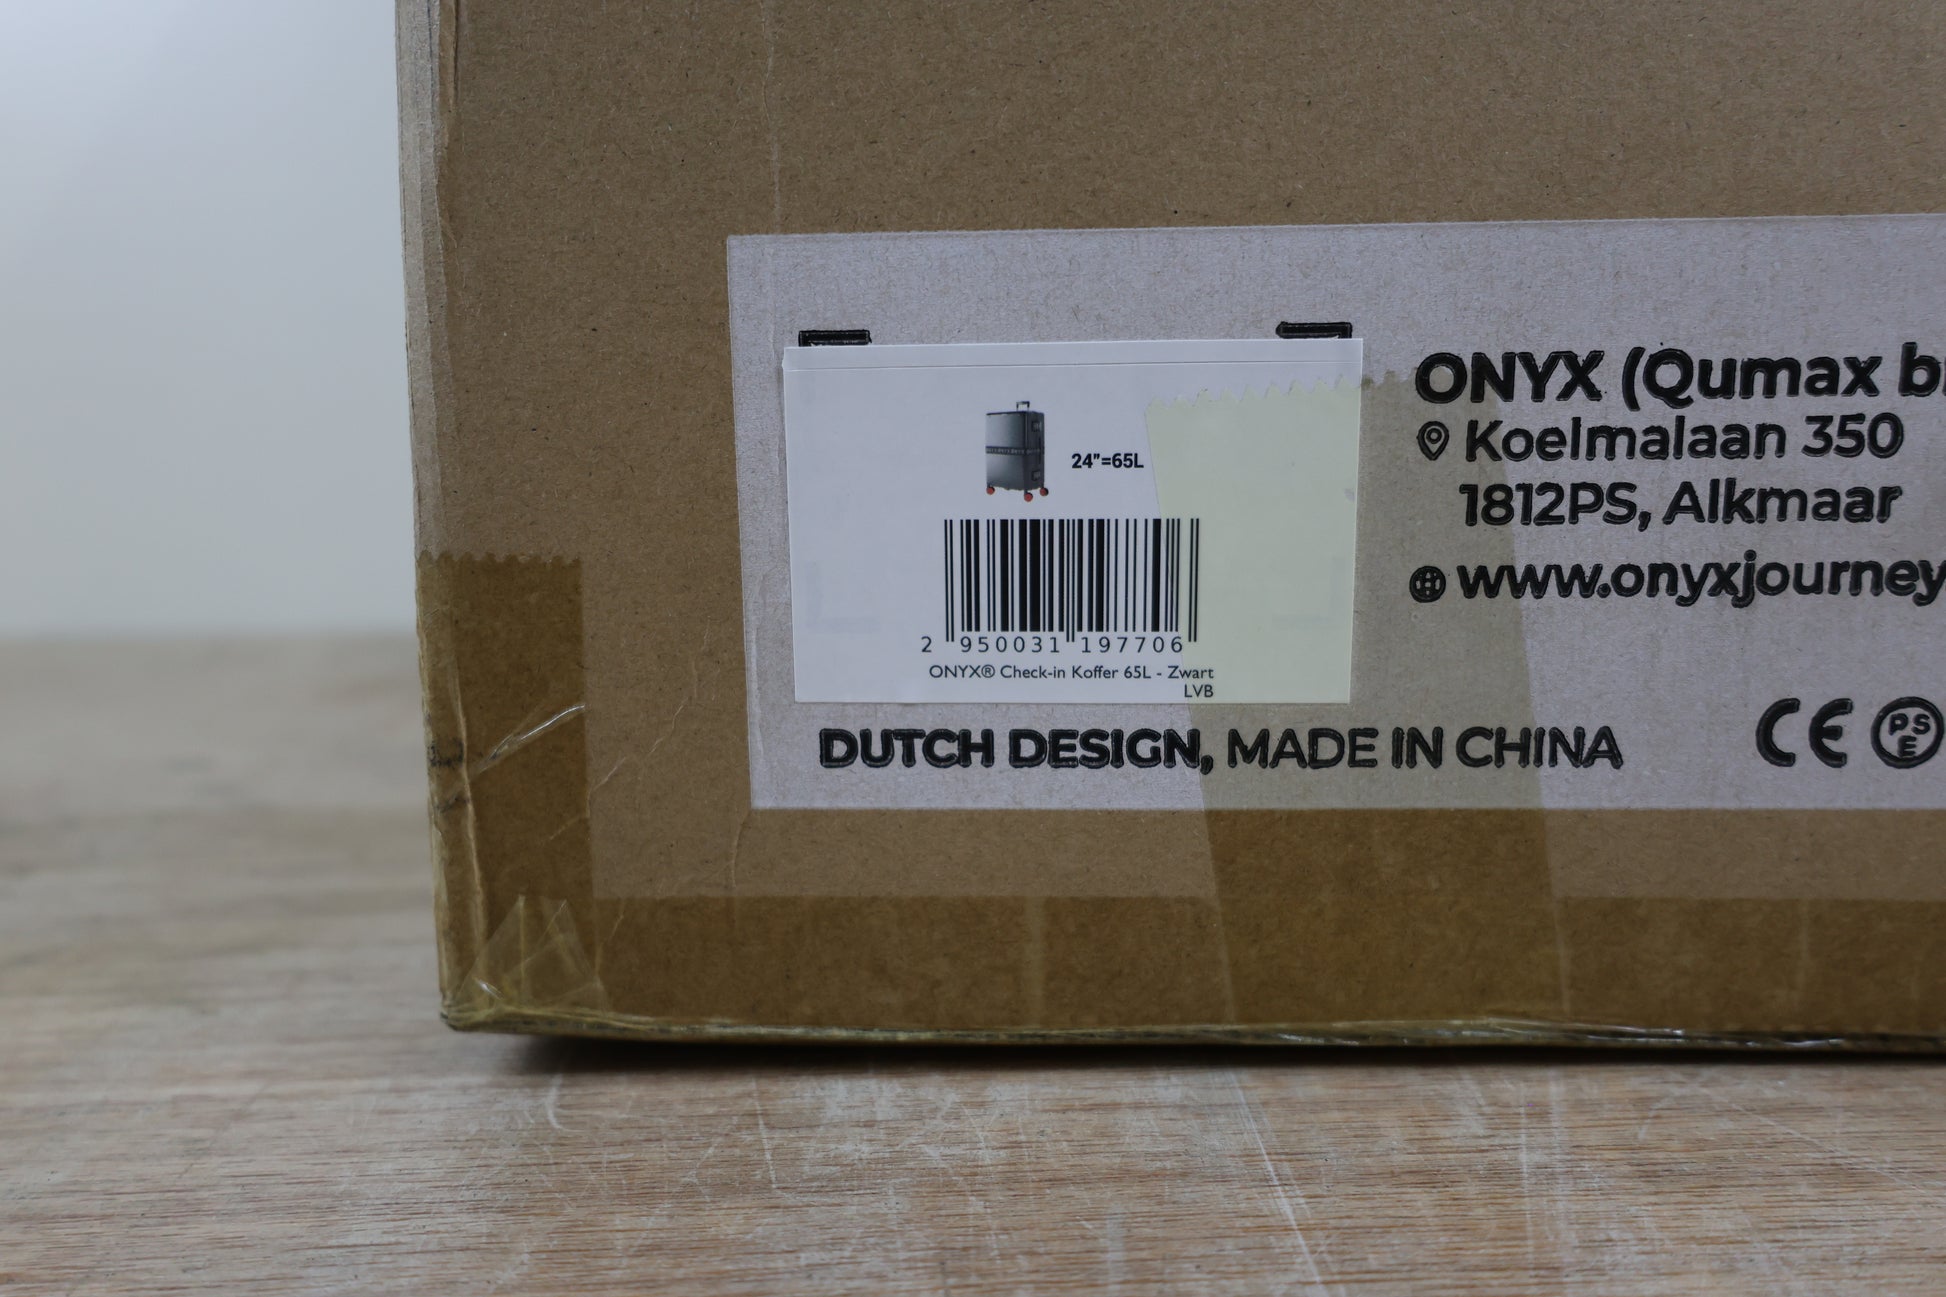 24"=65L
2 950031 197706
ONYX® Check-in Koffer 65L - Zwart
LVB
ONYX (Qumax
Koelmalaan 350
1812PS, Alkmaar
www.onyxjourney
DUTCH DESIGN, MADE IN CHINA
CE PSE